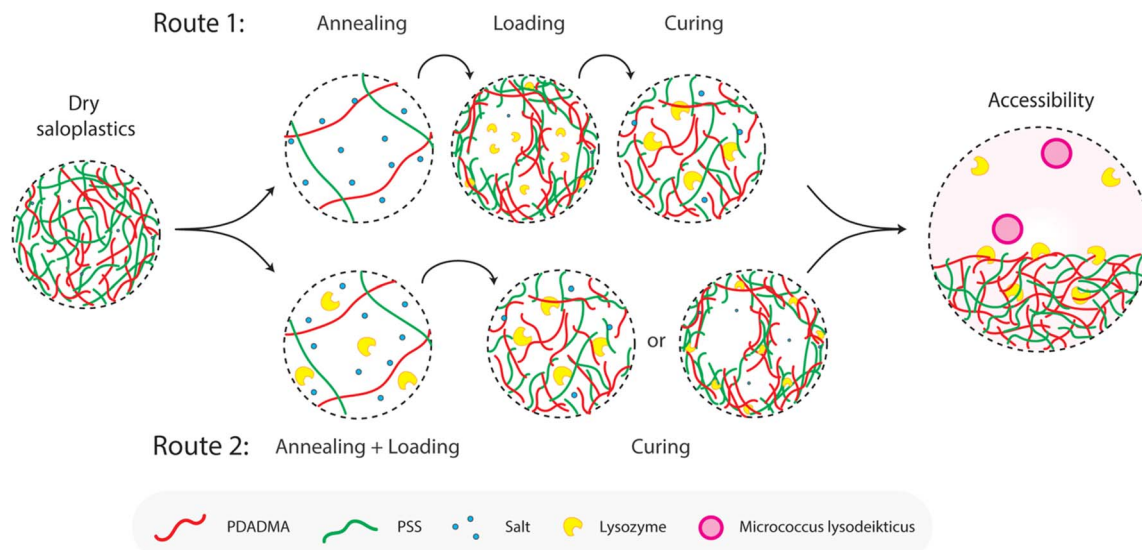 Route 1:
Annealing
Loading
Curing
Dry
saloplastics
Accessibility
or
Route 2:
Annealing + Loading
Curing
PDADMA
PSS
Salt
Lysozyme
Micrococcus lysodeikticus